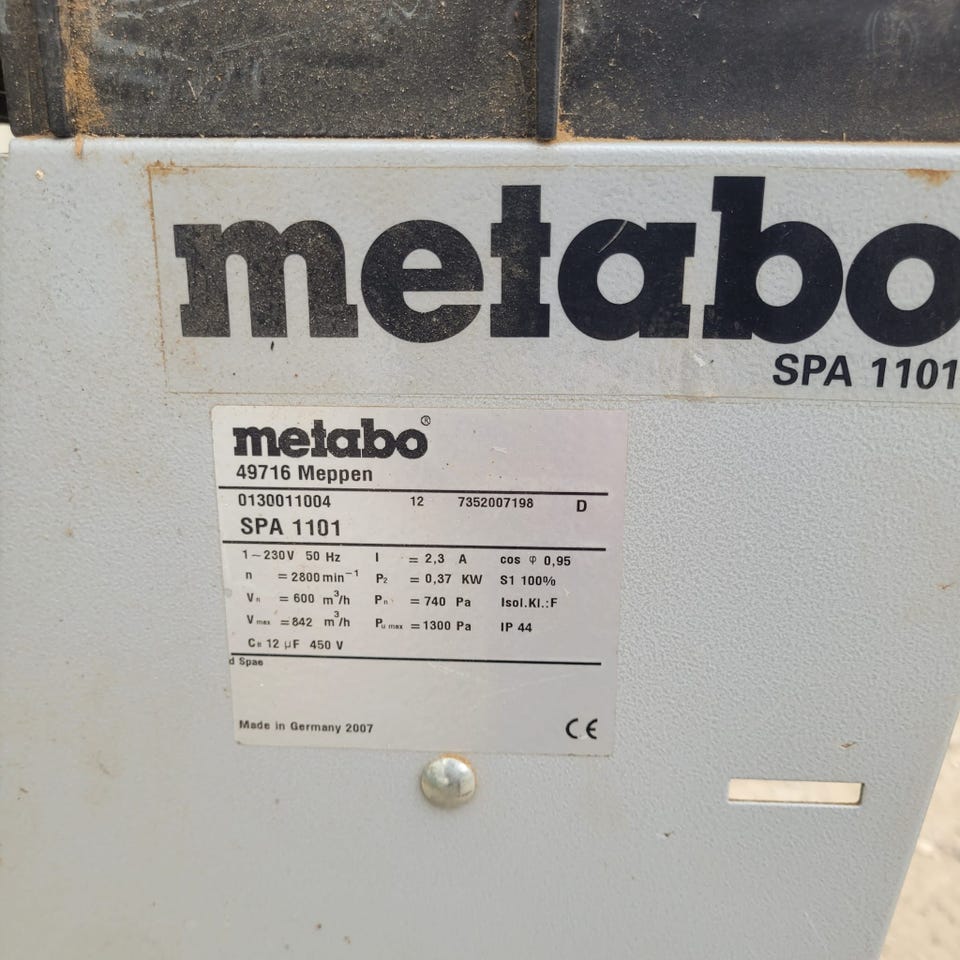 metabo
SPA 1101
metabo®
49716 Meppen
0130011004 12 7352007198 D
SPA 1101
1~230V 50 Hz I = 2,3 A cos φ 0,95
n = 2800 min⁻¹ P₂ = 0,37 KW S1 100%
Vₙ = 600 m³/h Pₙ = 740 Pa Isol.Kl.:F
V max = 842 m³/h Pu max = 1300 Pa IP 44
C_B 12 µF 450 V
d Spae
Made in Germany 2007 CE